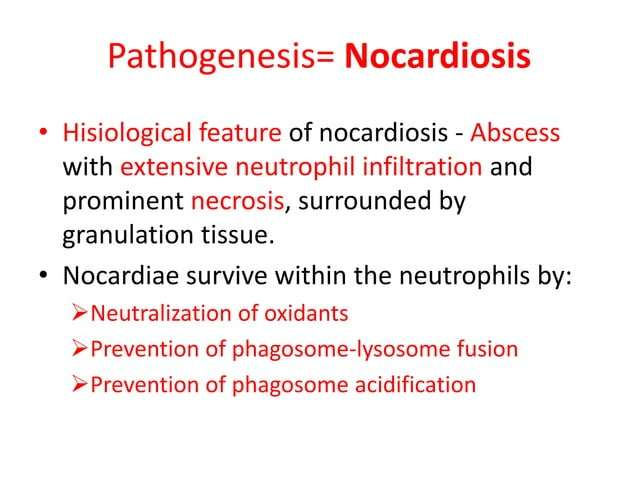 Pathogenesis= Nocardiosis
• Hisiological feature of nocardiosis - Abscess
with extensive neutrophil infiltration and
prominent necrosis, surrounded by
granulation tissue.
• Nocardiae survive within the neutrophils by:
➢Neutralization of oxidants
➢Prevention of phagosome-lysosome fusion
➢Prevention of phagosome acidification